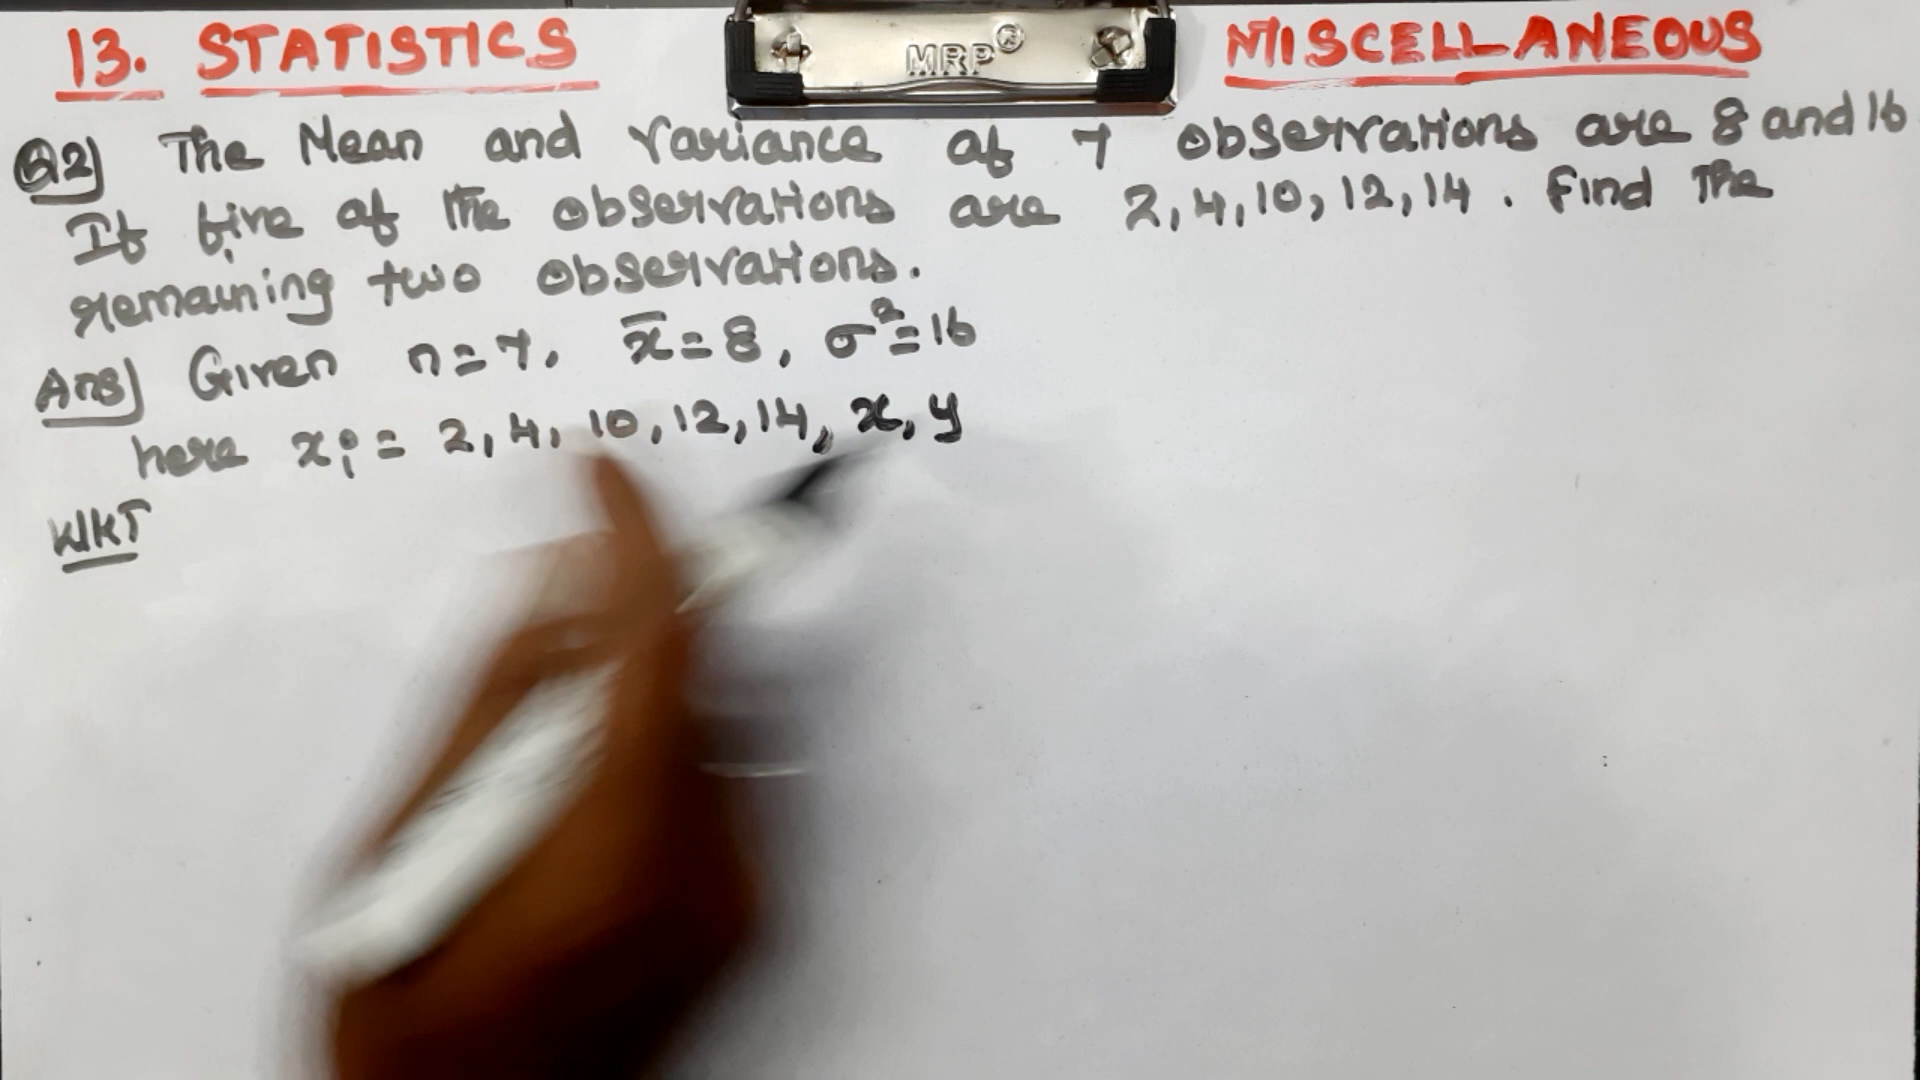 13. STATISTICS
MRP®
MISCELLANEOUS
Q2) The Mean and Variance of 7 observations are 8 and 16
If five of the observations are 2, 4, 10, 12, 14. Find the
remaining two observations.
Ans) Given n=7, x̄=8, σ²=16
here xᵢ= 2, 4, 10, 12, 14, x, y
WKT